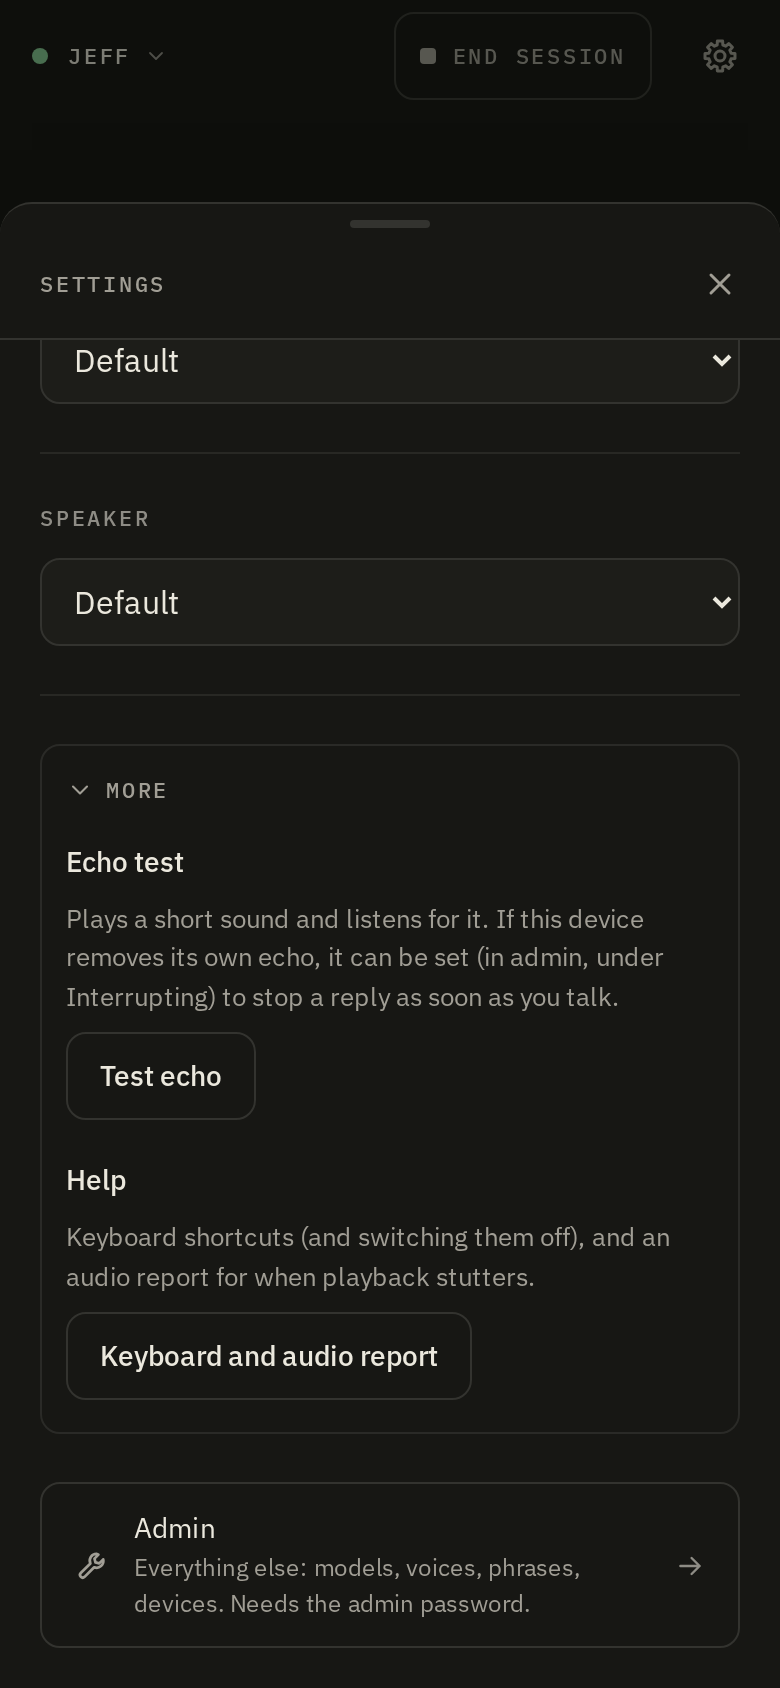 JEFF
END SESSION
SETTINGS
Default
SPEAKER
Default
MORE
Echo test
Plays a short sound and listens for it. If this device
removes its own echo, it can be set (in admin, under
Interrupting) to stop a reply as soon as you talk.
Test echo
Help
Keyboard shortcuts (and switching them off), and an
audio report for when playback stutters.
Keyboard and audio report
Admin
Everything else: models, voices, phrases,
devices. Needs the admin password.